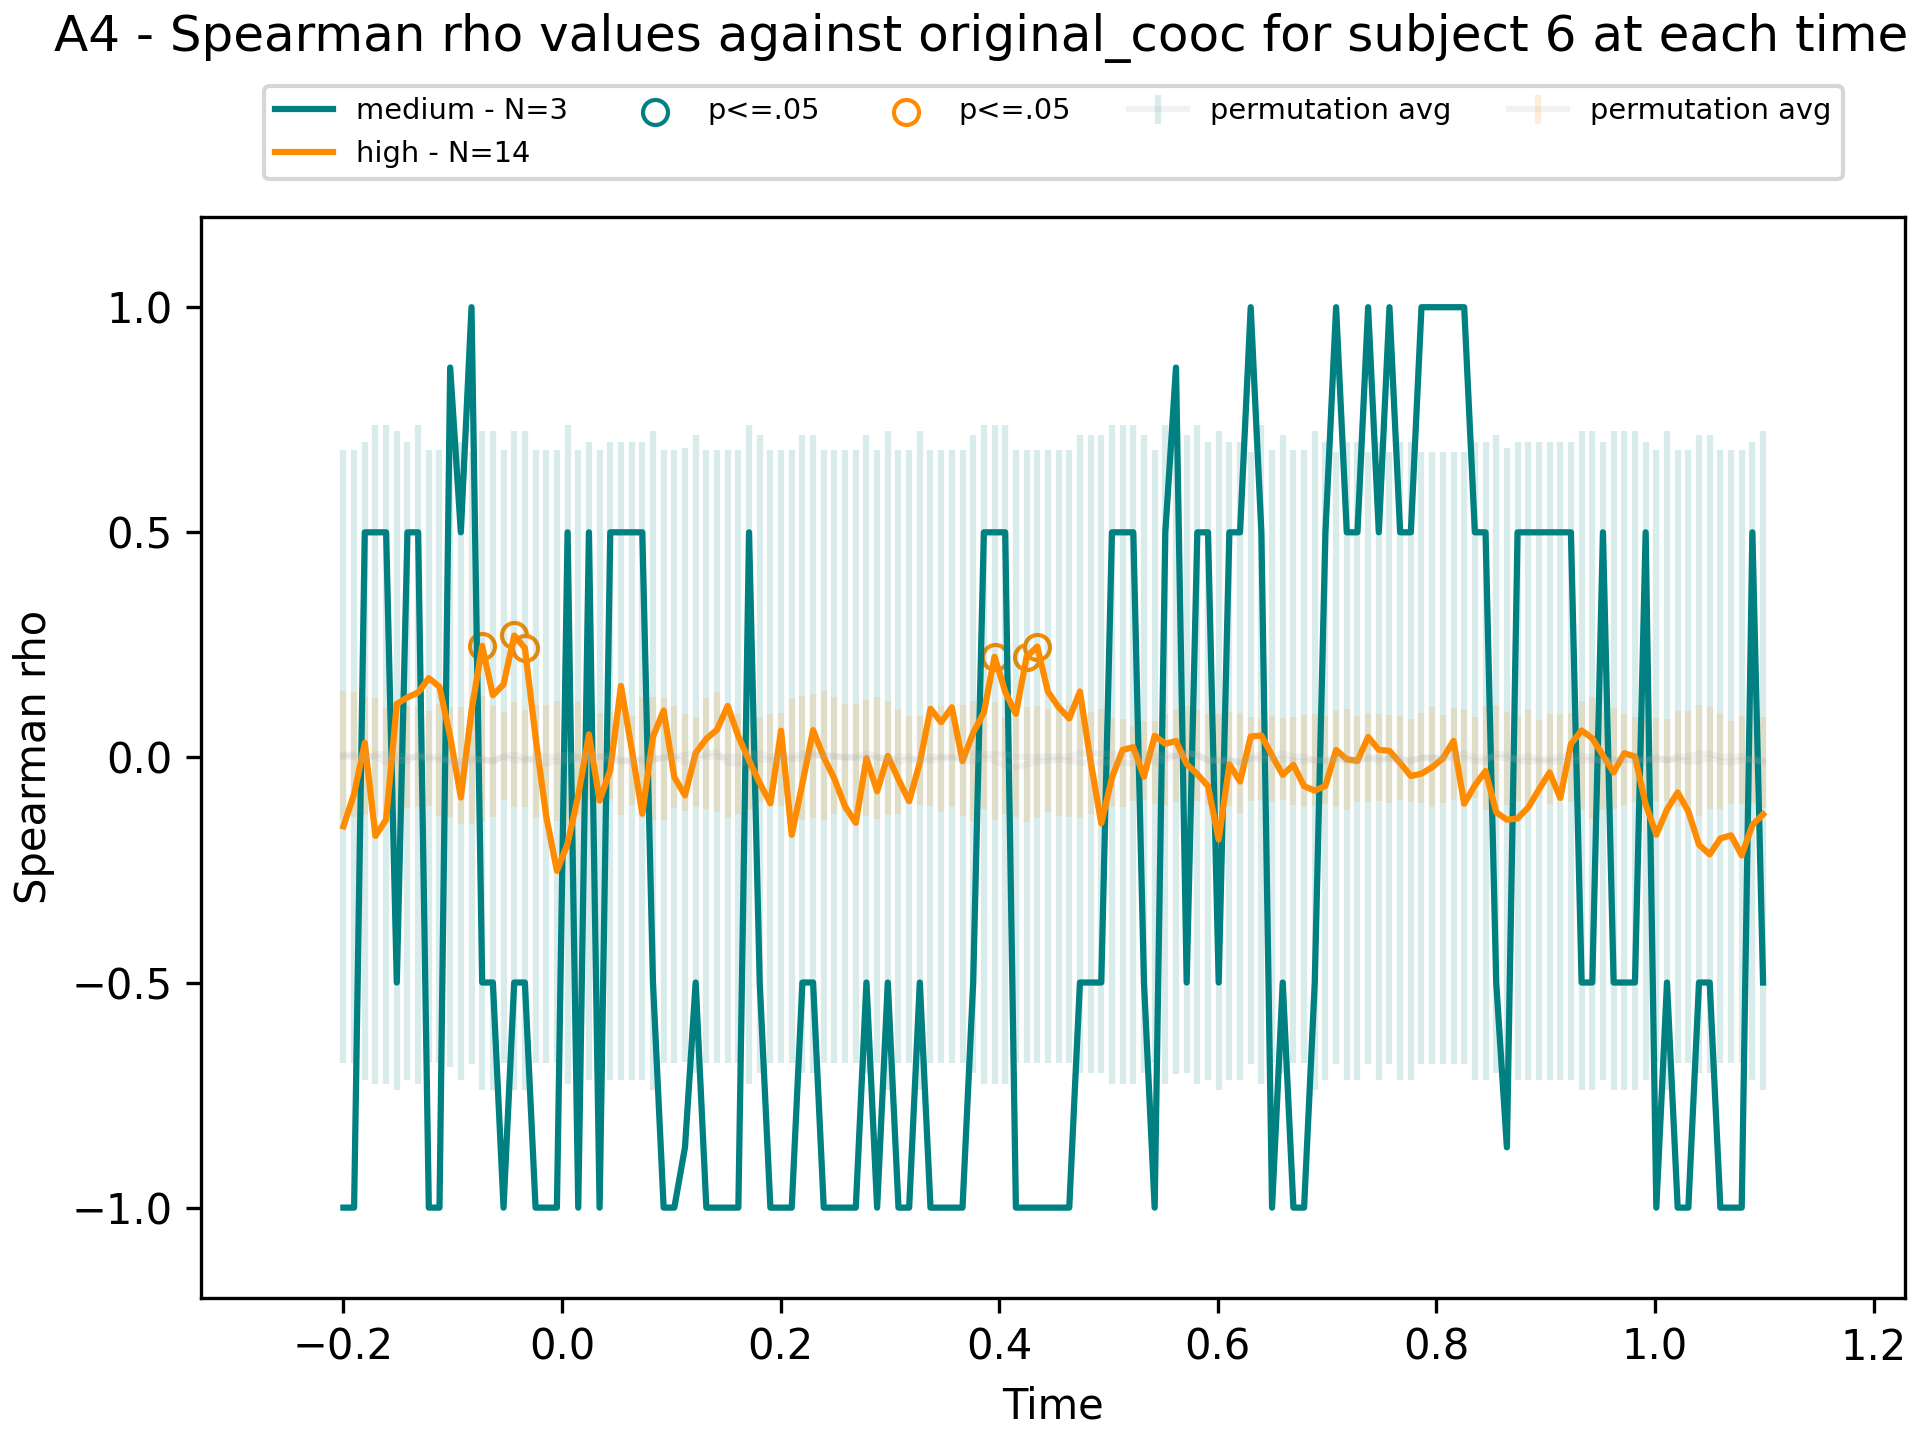 A4 - Spearman rho values against original_cooc for subject 6 at each time
medium - N=3
p<=.05
p<=.05
permutation avg
permutation avg
high - N=14
Spearman rho
1.0
0.5
0.0
−0.5
−1.0
−0.2
0.0
0.2
0.4
0.6
0.8
1.0
1.2
Time